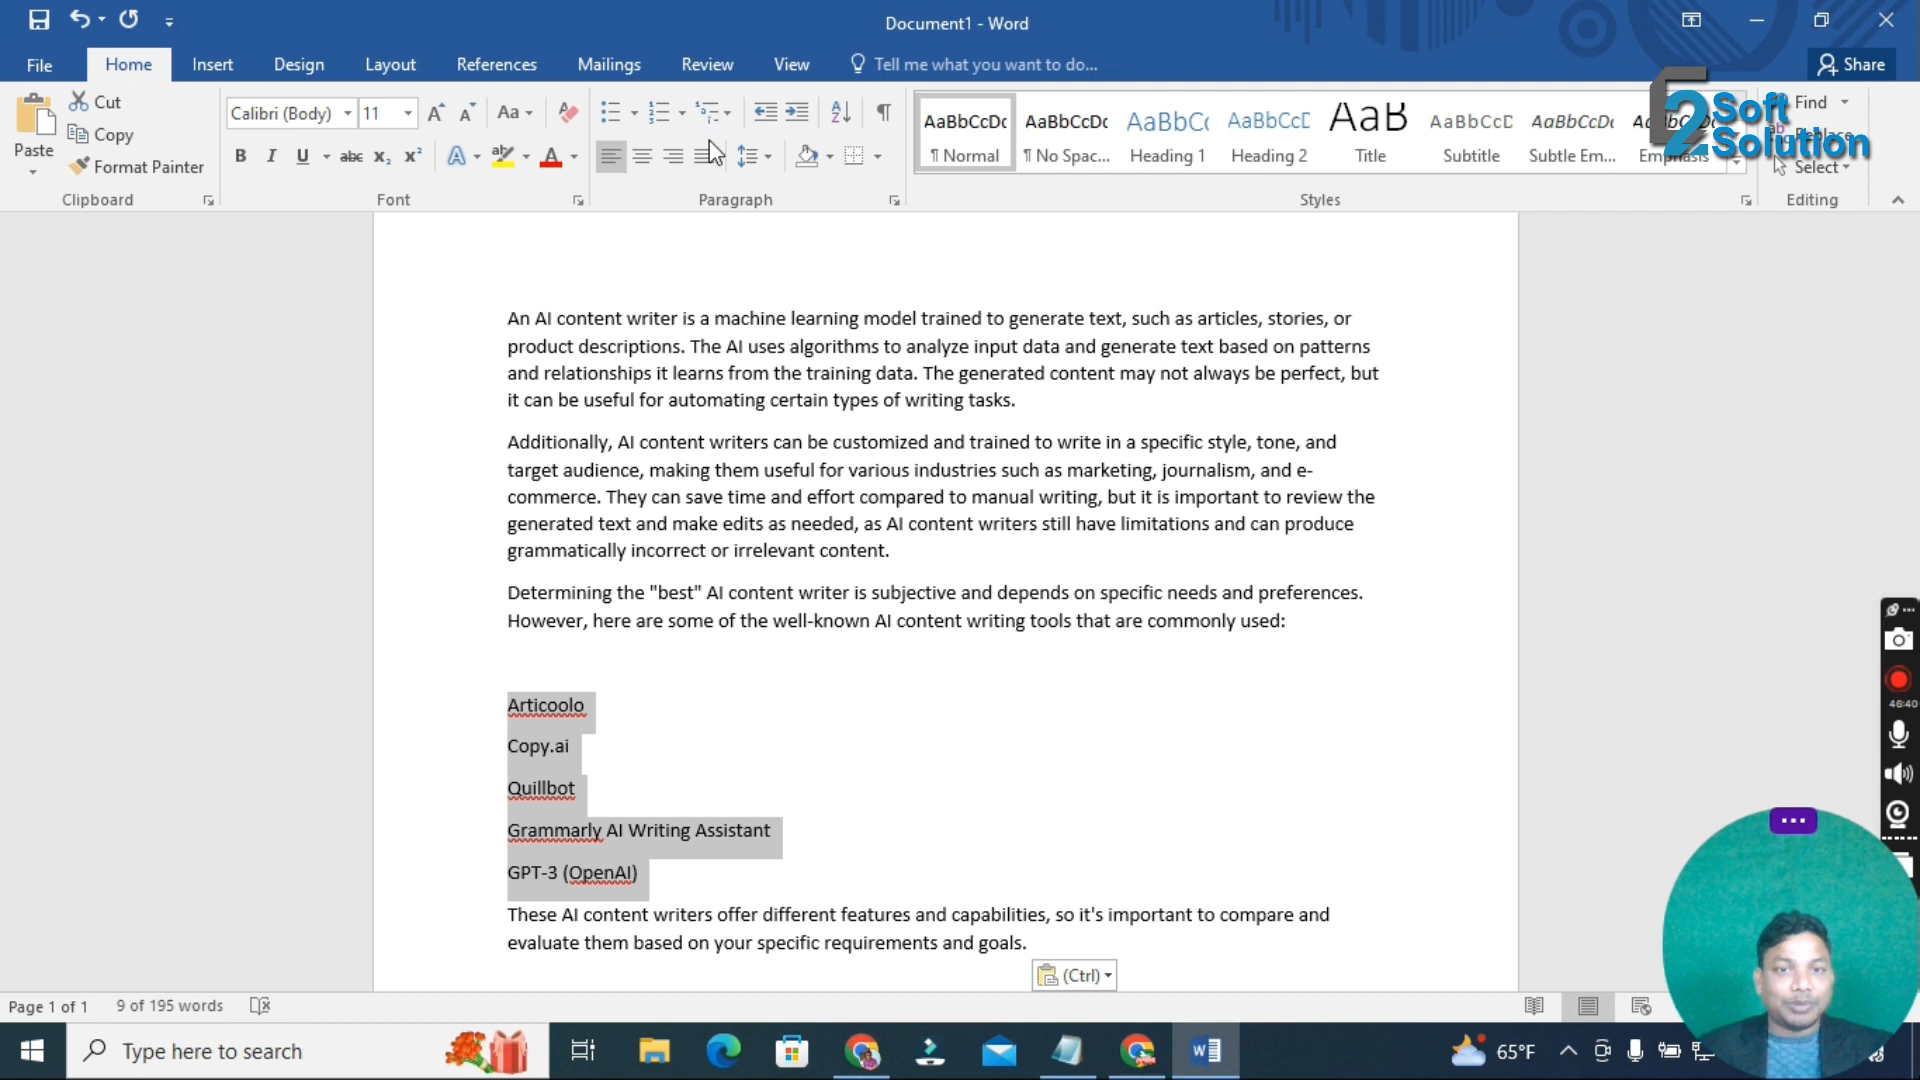 Document1 - Word
File Home Insert Design Layout References Mailings Review View Tell me what you want to do... Share
Paste Cut Copy Format Painter
Calibri (Body) 11 Aa
B I U abc x₂ x² A ab A
AaBbCcDc AaBbCcDc AaBbCc AaBbCcD AaB AaBbCcD AaBbCcDc
¶ Normal ¶ No Spac... Heading 1 Heading 2 Title Subtitle Subtle Em... Emphasis
Find
Replace
Select
2 Soft Solution
Clipboard Font Paragraph Styles Editing
An AI content writer is a machine learning model trained to generate text, such as articles, stories, or
product descriptions. The AI uses algorithms to analyze input data and generate text based on patterns
and relationships it learns from the training data. The generated content may not always be perfect, but
it can be useful for automating certain types of writing tasks.
Additionally, AI content writers can be customized and trained to write in a specific style, tone, and
target audience, making them useful for various industries such as marketing, journalism, and e-
commerce. They can save time and effort compared to manual writing, but it is important to review the
generated text and make edits as needed, as AI content writers still have limitations and can produce
grammatically incorrect or irrelevant content.
Determining the "best" AI content writer is subjective and depends on specific needs and preferences.
However, here are some of the well-known AI content writing tools that are commonly used:
Articoolo
Copy.ai
Quillbot
Grammarly AI Writing Assistant
GPT-3 (OpenAI)
These AI content writers offer different features and capabilities, so it's important to compare and
evaluate them based on your specific requirements and goals.
(Ctrl)
46:40
Page 1 of 1 9 of 195 words
Type here to search
65°F